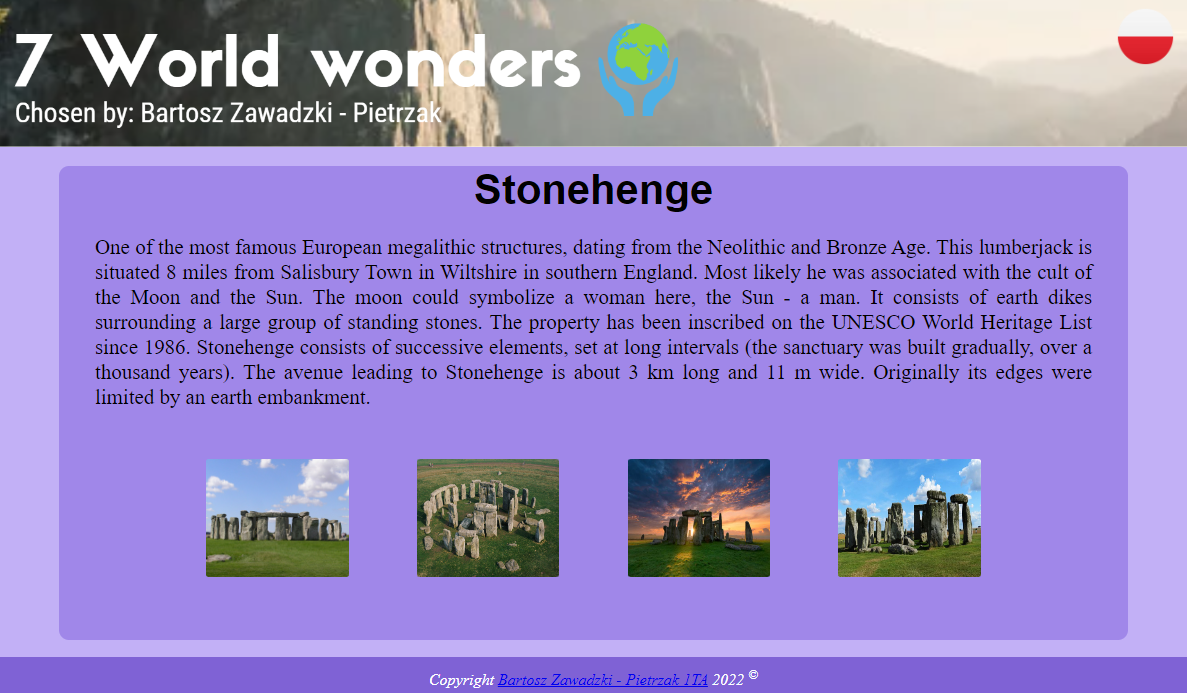 7 World wonders
Chosen by: Bartosz Zawadzki - Pietrzak
Stonehenge
One of the most famous European megalithic structures, dating from the Neolithic and Bronze Age. This lumberjack is
situated 8 miles from Salisbury Town in Wiltshire in southern England. Most likely he was associated with the cult of
the Moon and the Sun. The moon could symbolize a woman here, the Sun - a man. It consists of earth dikes
surrounding a large group of standing stones. The property has been inscribed on the UNESCO World Heritage List
since 1986. Stonehenge consists of successive elements, set at long intervals (the sanctuary was built gradually, over a
thousand years). The avenue leading to Stonehenge is about 3 km long and 11 m wide. Originally its edges were
limited by an earth embankment.
Copyright Bartosz Zawadzki - Pietrzak 1TA 2022 ©